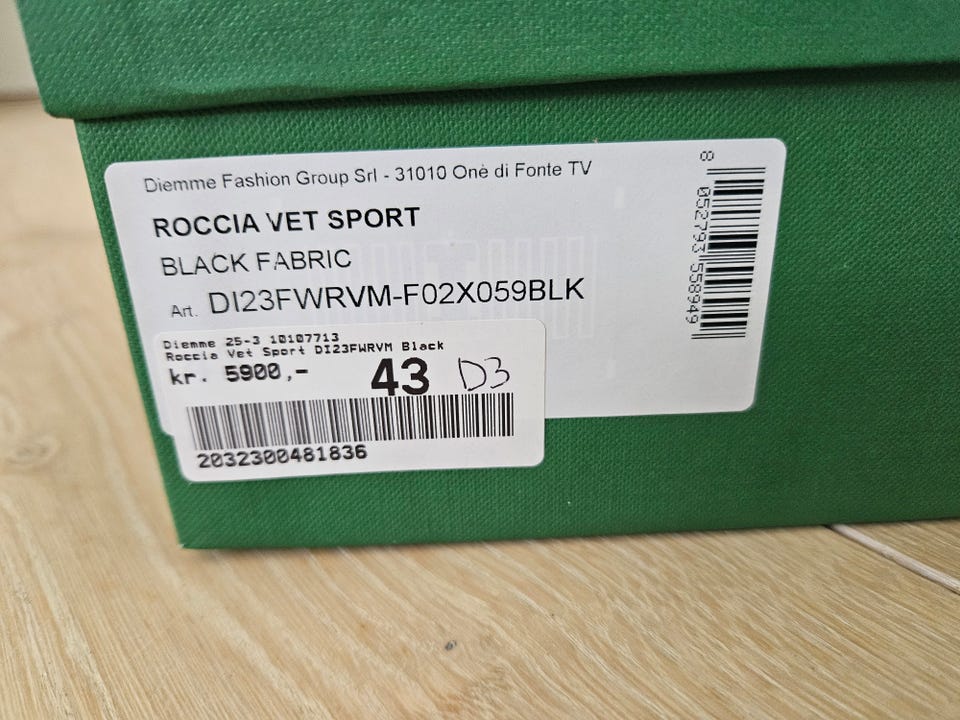 Diemme Fashion Group Srl - 31010 Onè di Fonte TV
ROCCIA VET SPORT
BLACK FABRIC
Art. DI23FWRVM-F02X059BLK
8 052793 558949
Diemme 25-3 10107713
Roccia Vet Sport DI23FWRVM Black
kr. 5900,- 43 D3
2032300481836